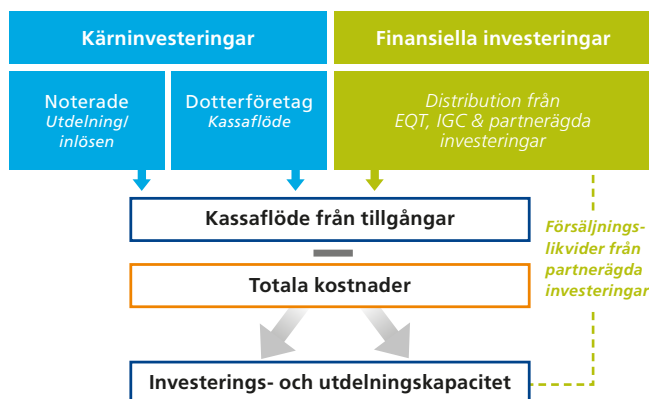 Kärninvesteringar
Finansiella investeringar
Noterade
Utdelning/
inlösen
Dotterföretag
Kassaflöde
Distribution från
EQT, IGC & partnerägda
investeringar
Kassaflöde från tillgångar
Försäljnings-
likvider från
partnerägda
investeringar
Totala kostnader
Investerings- och utdelningskapacitet